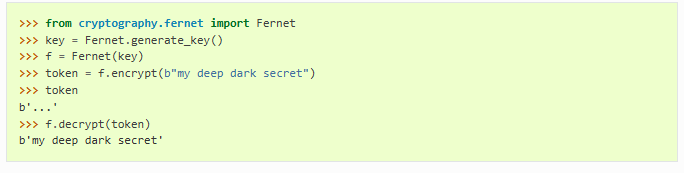 >>> from cryptography.fernet import Fernet
>>> key = Fernet.generate_key()
>>> f = Fernet(key)
>>> token = f.encrypt(b"my deep dark secret")
>>> token
b'...'
>>> f.decrypt(token)
b'my deep dark secret'